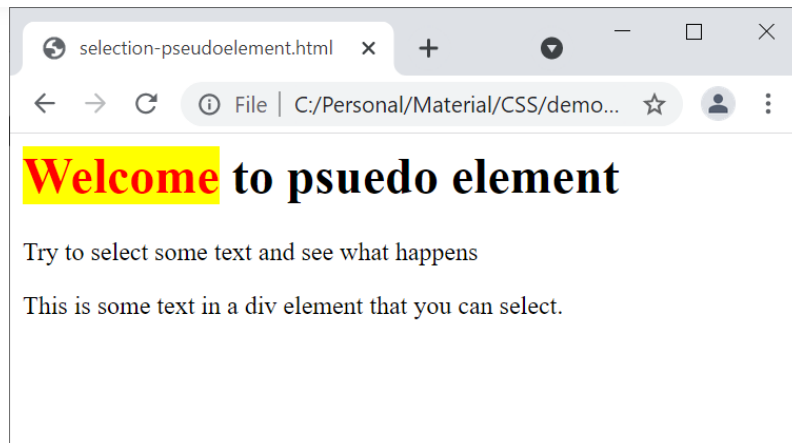 selection-pseudoelement.html
File C:/Personal/Material/CSS/demo...
Welcome to psuedo element
Try to select some text and see what happens
This is some text in a div element that you can select.